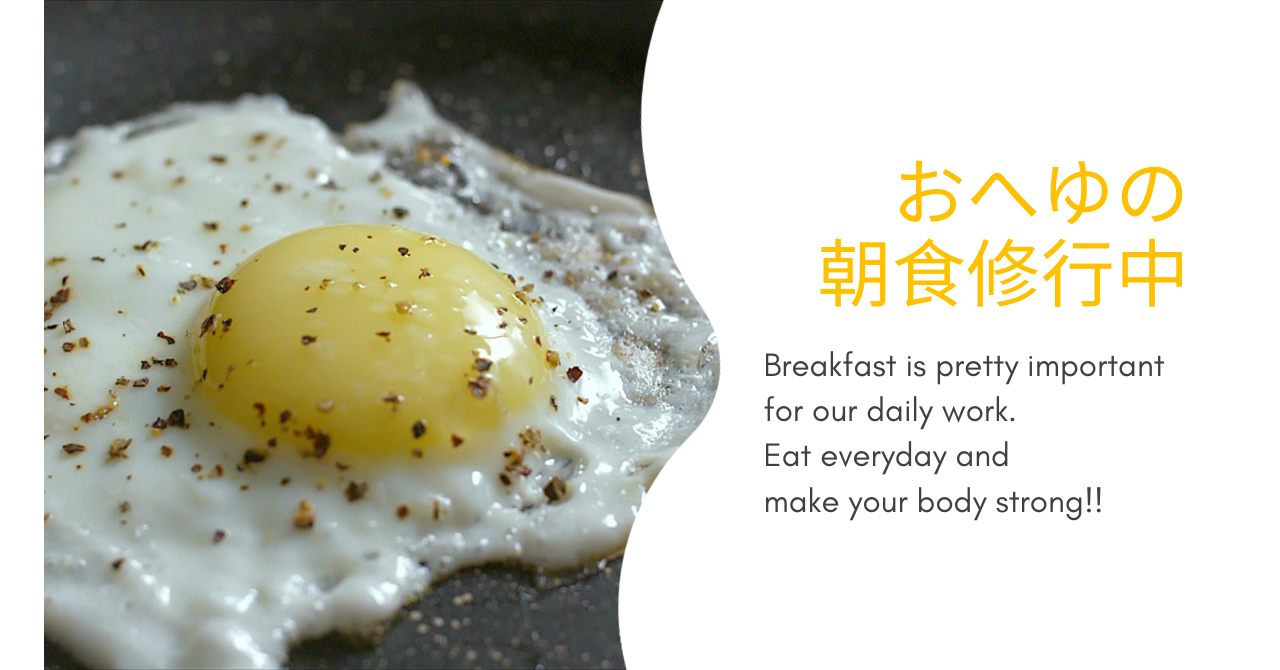 おへゆの
朝食修行中
Breakfast is pretty important
for our daily work.
Eat everyday and
make your body strong!!